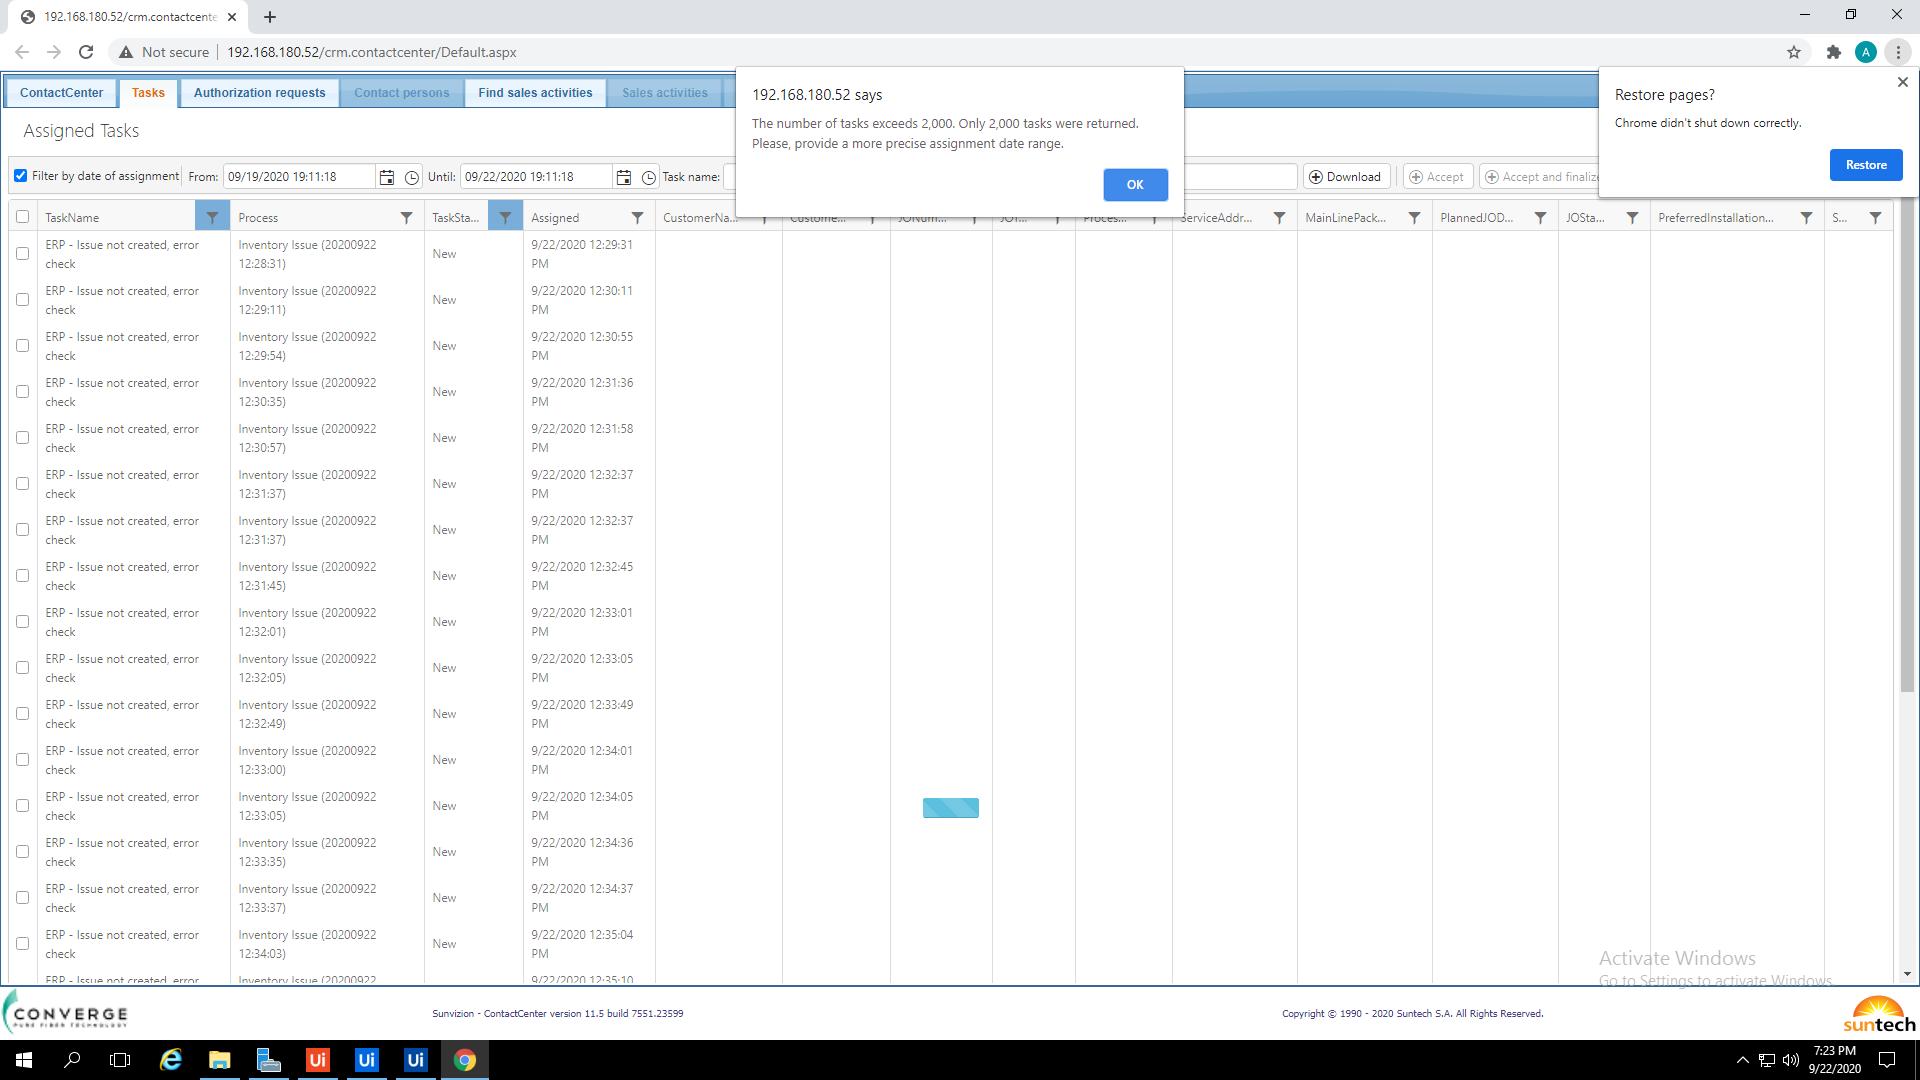 192.168.180.52/crm.contactcente
Not secure
192.168.180.52/crm.contactcenter/Default.aspx
A
ContactCenter
Tasks
Authorization requests
Contact persons
Find sales activities
Sales activities
192.168.180.52 says
The number of tasks exceeds 2,000. Only 2,000 tasks were returned.
Please, provide a more precise assignment date range.
OK
Restore pages?
Chrome didn't shut down correctly.
Restore
Assigned Tasks
Filter by date of assignment
From:
09/19/2020 19:11:18
Until:
09/22/2020 19:11:18
Task name:
Download
Accept
Accept and finalize
TaskName
Process
TaskSta...
Assigned
CustomerNa...
Custome...
JONum...
JOT...
Proces...
ServiceAddr...
MainLinePack...
PlannedJOD...
JOSta...
PreferredInstallation...
S...
ERP - Issue not created, error
check
Inventory Issue (20200922
12:28:31)
New
9/22/2020 12:29:31
PM
ERP - Issue not created, error
check
Inventory Issue (20200922
12:29:11)
New
9/22/2020 12:30:11
PM
ERP - Issue not created, error
check
Inventory Issue (20200922
12:29:54)
New
9/22/2020 12:30:55
PM
ERP - Issue not created, error
check
Inventory Issue (20200922
12:30:35)
New
9/22/2020 12:31:36
PM
ERP - Issue not created, error
check
Inventory Issue (20200922
12:30:57)
New
9/22/2020 12:31:58
PM
ERP - Issue not created, error
check
Inventory Issue (20200922
12:31:37)
New
9/22/2020 12:32:37
PM
ERP - Issue not created, error
check
Inventory Issue (20200922
12:31:37)
New
9/22/2020 12:32:37
PM
ERP - Issue not created, error
check
Inventory Issue (20200922
12:31:45)
New
9/22/2020 12:32:45
PM
ERP - Issue not created, error
check
Inventory Issue (20200922
12:32:01)
New
9/22/2020 12:33:01
PM
ERP - Issue not created, error
check
Inventory Issue (20200922
12:32:05)
New
9/22/2020 12:33:05
PM
ERP - Issue not created, error
check
Inventory Issue (20200922
12:32:49)
New
9/22/2020 12:33:49
PM
ERP - Issue not created, error
check
Inventory Issue (20200922
12:33:00)
New
9/22/2020 12:34:01
PM
ERP - Issue not created, error
check
Inventory Issue (20200922
12:33:05)
New
9/22/2020 12:34:05
PM
ERP - Issue not created, error
check
Inventory Issue (20200922
12:33:35)
New
9/22/2020 12:34:36
PM
ERP - Issue not created, error
check
Inventory Issue (20200922
12:33:37)
New
9/22/2020 12:34:37
PM
ERP - Issue not created, error
check
Inventory Issue (20200922
12:34:03)
New
9/22/2020 12:35:04
PM
ERP - Issue not created, error
Inventory Issue (20200922
9/22/2020 12:35:10
Activate Windows
Go to Settings to activate Windows.
CONVERGE
PURE FIBER TECHNOLOGY
Sunvizion - ContactCenter version 11.5 build 7551.23599
Copyright © 1990 - 2020 Suntech S.A. All Rights Reserved.
suntech
Ui
Ui
Ui
7:23 PM
9/22/2020